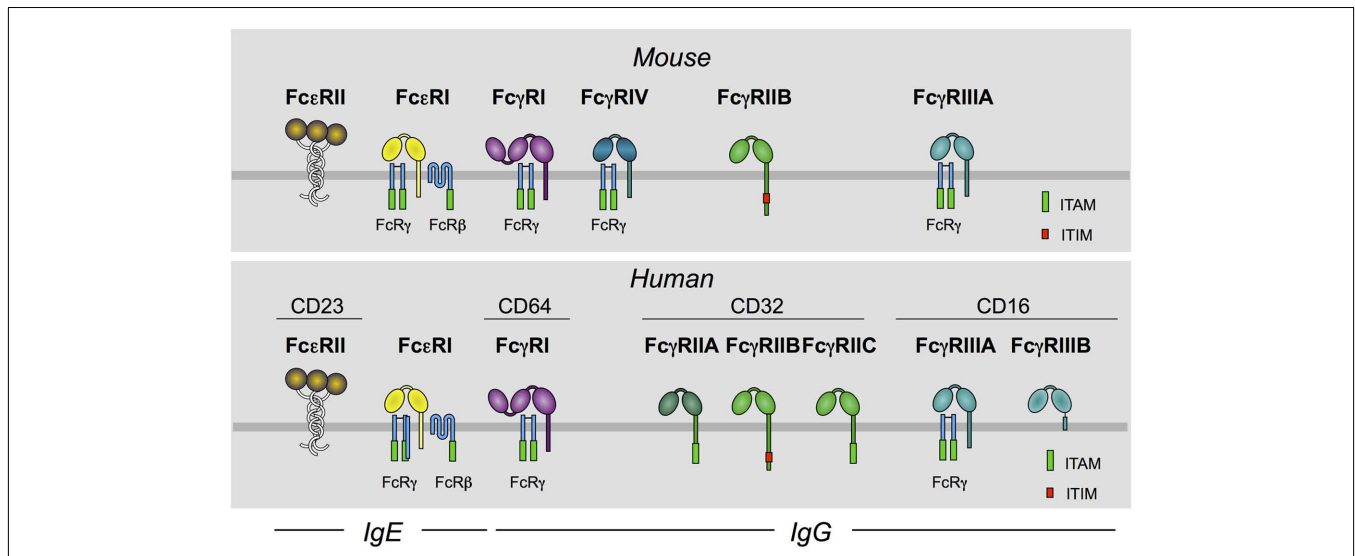 Mouse
FcεRII FcεRI FcγRI FcγRIV FcγRIIB FcγRIIIA
FcRγ FcRβ FcRγ FcRγ FcRγ
ITAM
ITIM
Human
CD23 CD64 CD32 CD16
FcεRII FcεRI FcγRI FcγRIIA FcγRIIB FcγRIIC FcγRIIIA FcγRIIIB
ITAM
FcRγ FcRβ FcRγ FcRγ
ITIM
IgE IgG